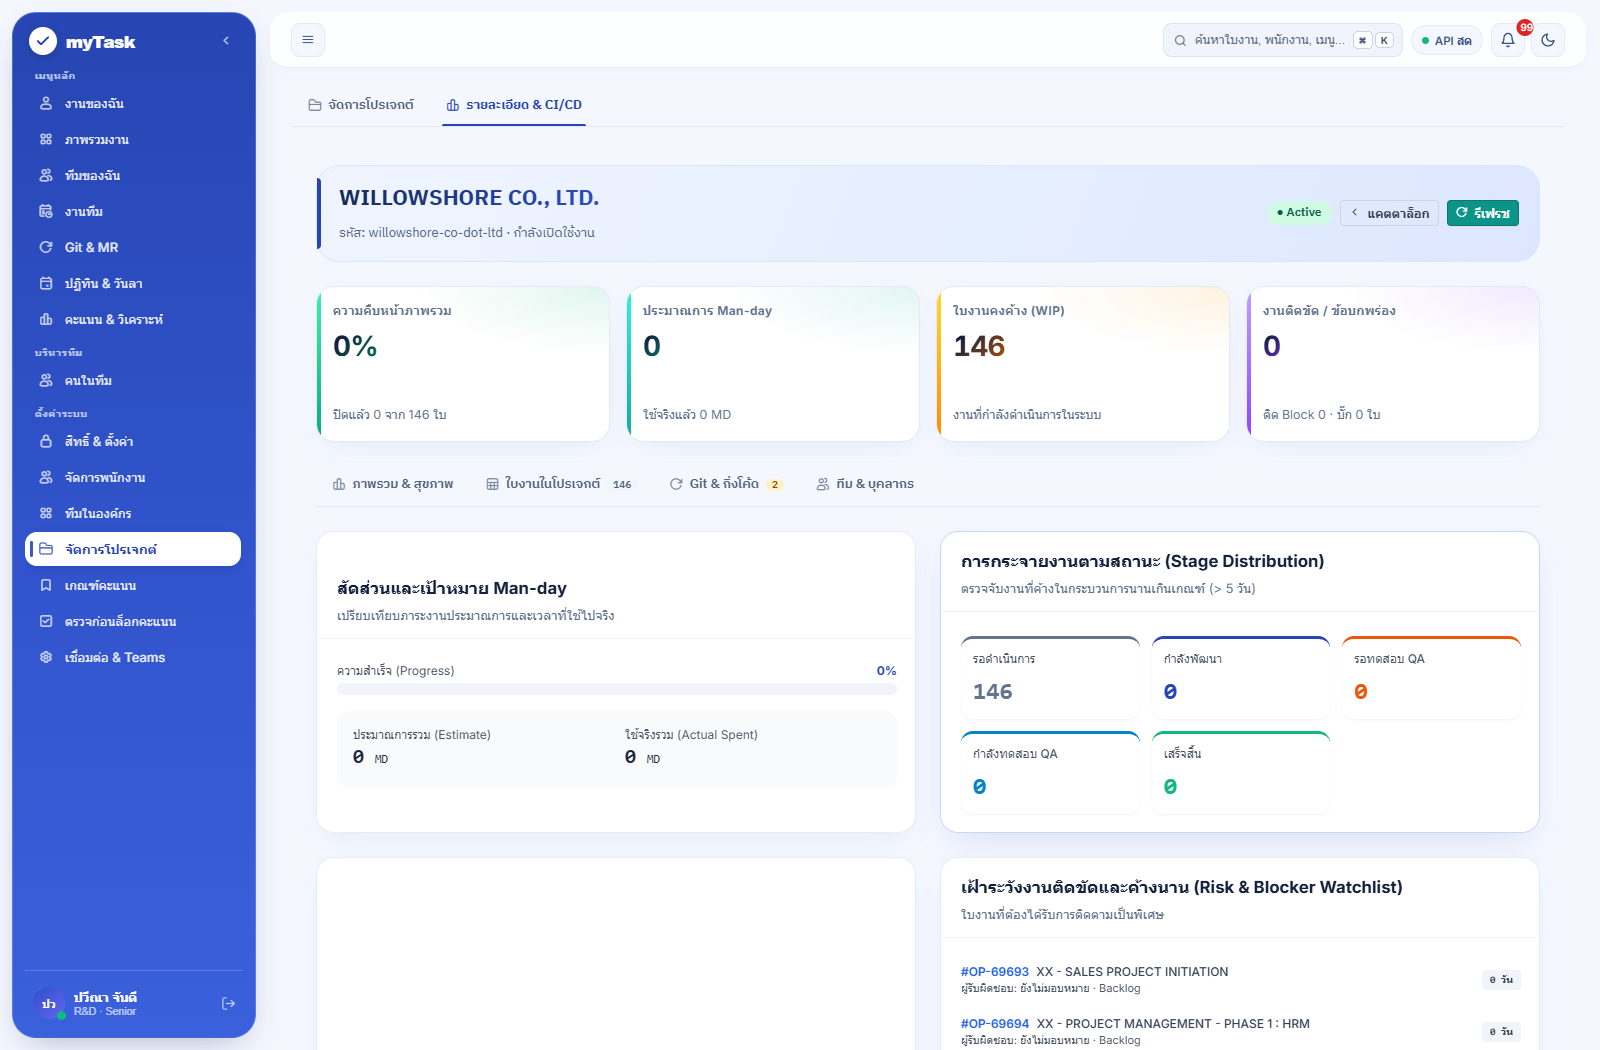 myTask
เมนูหลัก
งานของฉัน
ภาพรวมงาน
ทีมของฉัน
งานทีม
Git & MR
ปฏิทิน & วันลา
คะแนน & วิเคราะห์
บริหารทีม
คนในทีม
ตั้งค่าระบบ
สิทธิ์ & ตั้งค่า
จัดการพนักงาน
ทีมในองค์กร
จัดการโปรเจกต์
เกณฑ์คะแนน
ตรวจก่อนล็อกคะแนน
เชื่อมต่อ & Teams
ปว
ปวีณา จันดี
R&D · Senior
ค้นหาใบงาน, พนักงาน, เมนู... ⌘ K
API สด
99
จัดการโปรเจกต์
รายละเอียด & CI/CD
WILLOWSHORE CO., LTD.
รหัส: willowshore-co-dot-ltd · กำลังเปิดใช้งาน
Active
แคตตาล็อก
รีเฟรช
ความคืบหน้าภาพรวม
0%
ปิดแล้ว 0 จาก 146 ใบ
ประมาณการ Man-day
0
ใช้จริงแล้ว 0 MD
ใบงานคงค้าง (WIP)
146
งานที่กำลังดำเนินการในระบบ
งานติดขัด / ข้อบกพร่อง
0
ติด Block 0 · บั๊ก 0 ใบ
ภาพรวม & สุขภาพ
ใบงานในโปรเจกต์ 146
Git & กิ่งโค้ด 2
ทีม & บุคลากร
สัดส่วนและเป้าหมาย Man-day
เปรียบเทียบภาระงานประมาณการและเวลาที่ใช้ไปจริง
ความสำเร็จ (Progress) 0%
ประมาณการรวม (Estimate)
0 MD
ใช้จริงรวม (Actual Spent)
0 MD
การกระจายงานตามสถานะ (Stage Distribution)
ตรวจจับงานที่ค้างในกระบวนการนานเกินเกณฑ์ (> 5 วัน)
รอดำเนินการ
146
กำลังพัฒนา
0
รอทดสอบ QA
0
กำลังทดสอบ QA
0
เสร็จสิ้น
0
เฝ้าระวังงานติดขัดและค้างนาน (Risk & Blocker Watchlist)
ใบงานที่ต้องได้รับการติดตามเป็นพิเศษ
#OP-69693 XX - SALES PROJECT INITIATION
ผู้รับผิดชอบ: ยังไม่มอบหมาย · Backlog
0 วัน
#OP-69694 XX - PROJECT MANAGEMENT - PHASE 1 : HRM
ผู้รับผิดชอบ: ยังไม่มอบหมาย · Backlog
0 วัน